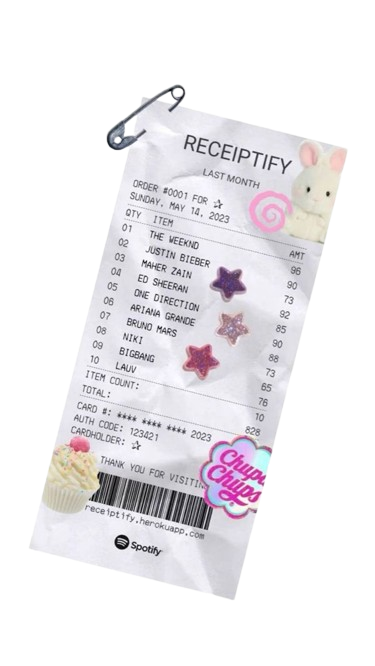 RECEIPTIFY
LAST MONTH
ORDER #0001 FOR ✰
SUNDAY, MAY 14, 2023
QTY ITEM AMT
01 THE WEEKND 96
02 JUSTIN BIEBER 90
03 MAHER ZAIN 73
04 ED SHEERAN 92
05 ONE DIRECTION 85
06 ARIANA GRANDE 90
07 BRUNO MARS 88
08 NIKI 73
09 BIGBANG 65
10 LAUV 76
ITEM COUNT: 10
TOTAL: 828
CARD #: **** **** **** 2023
AUTH CODE: 123421
CARDHOLDER: ✰
THANK YOU FOR VISITIN
Chupa
Chups
receiptify.herokuapp.com
Spotify